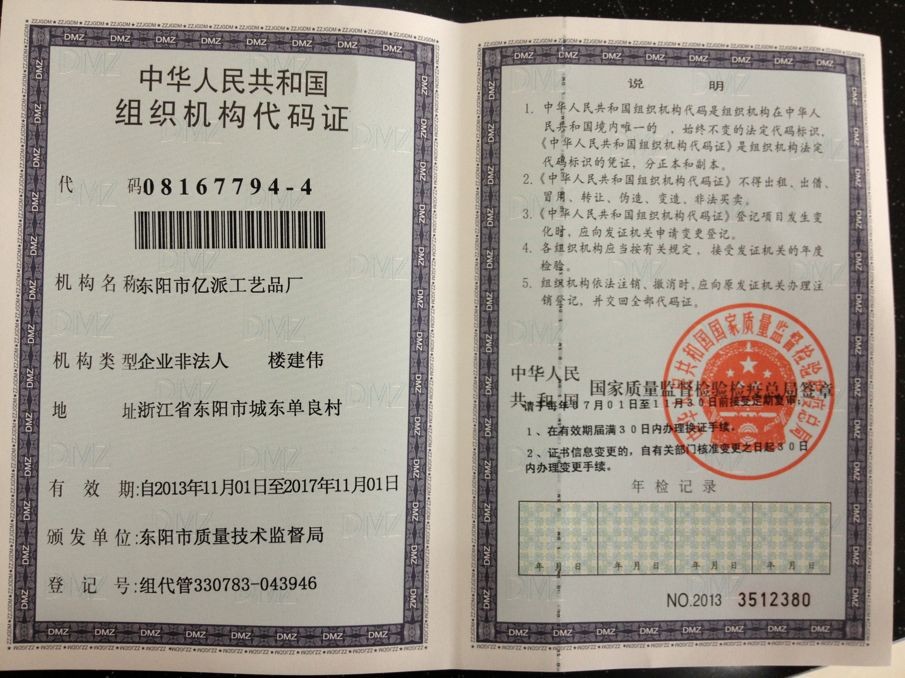 中华人民共和国
组织机构代码证
代 码08167794-4
机构名称东阳市亿派工艺品厂
机构类型企业非法人 楼建伟
地 址浙江省东阳市城东单良村
有效期:自2013年11月01日至2017年11月01日
颁发单位:东阳市质量技术监督局
登记号:组代管330783-043946
说 明
1. 中华人民共和国组织机构代码是组织机构在中华人
民共和国境内唯一的、始终不变的法定代码标识,
《中华人民共和国组织机构代码证》是组织机构法定
代码标识的凭证,分正本和副本。
2.《中华人民共和国组织机构代码证》不得出租、出借、
冒用、转让、伪造、变造、非法买卖。
3.《中华人民共和国组织机构代码证》登记项目发生变
化时,应向发证机关申请变更登记。
4. 各组织机构应当按有关规定,接受发证机关的年度
检验。
5. 组织机构依法注销、撤消时,应向原发证机关办理注
销登记,并交回全部代码证。
中华人民
共和国 国家质量监督检验检疫总局签章
请于每年07月01日至11月30日前接受定期查审:
1、在有效期届满30日内办理换证手续.
2、证书信息变更的,自有关部门核准变更之日起30日
内办理变更手续.
年检记录
年 月 日 年 月 日 年 月 日 年 月 日
NO.2013 3512380